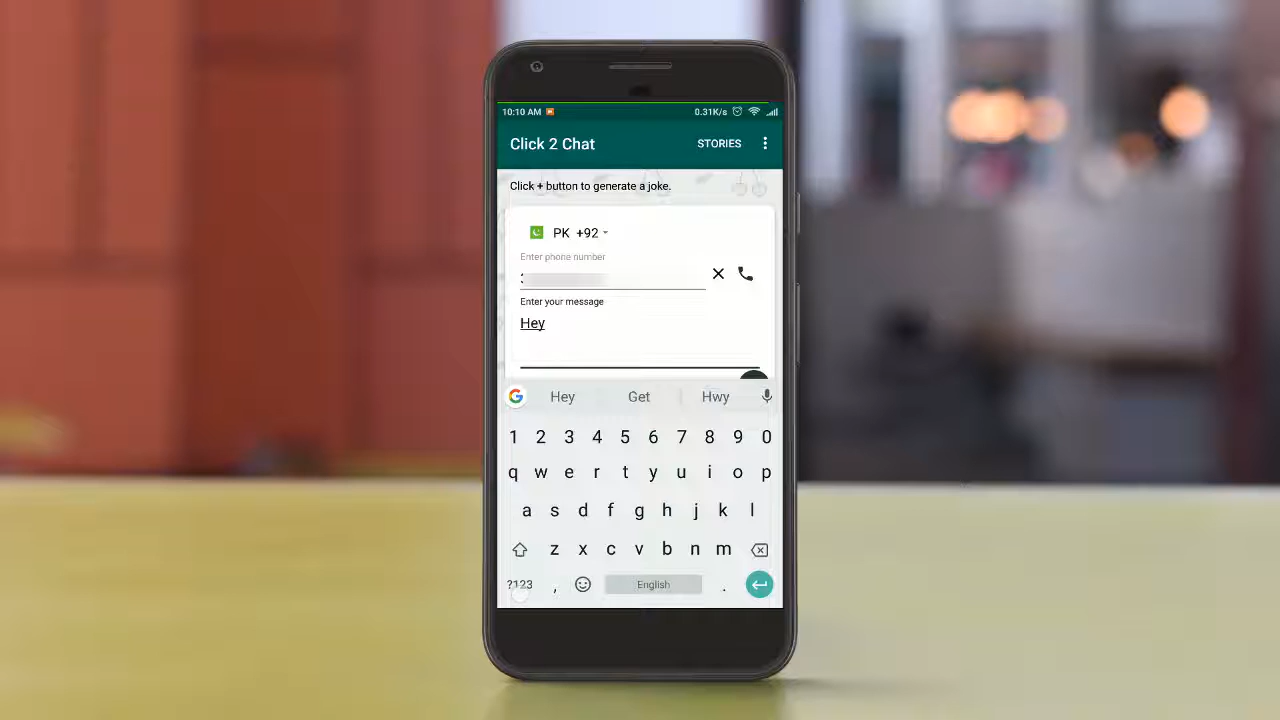 10:10 AM 0.31K/s
Click 2 Chat STORIES
Click + button to generate a joke.
PK +92
Enter phone number
Enter your message
Hey
Hey Get Hwy
1 2 3 4 5 6 7 8 9 0
q w e r t y u i o p
a s d f g h j k l
z x c v b n m
?123 , English .